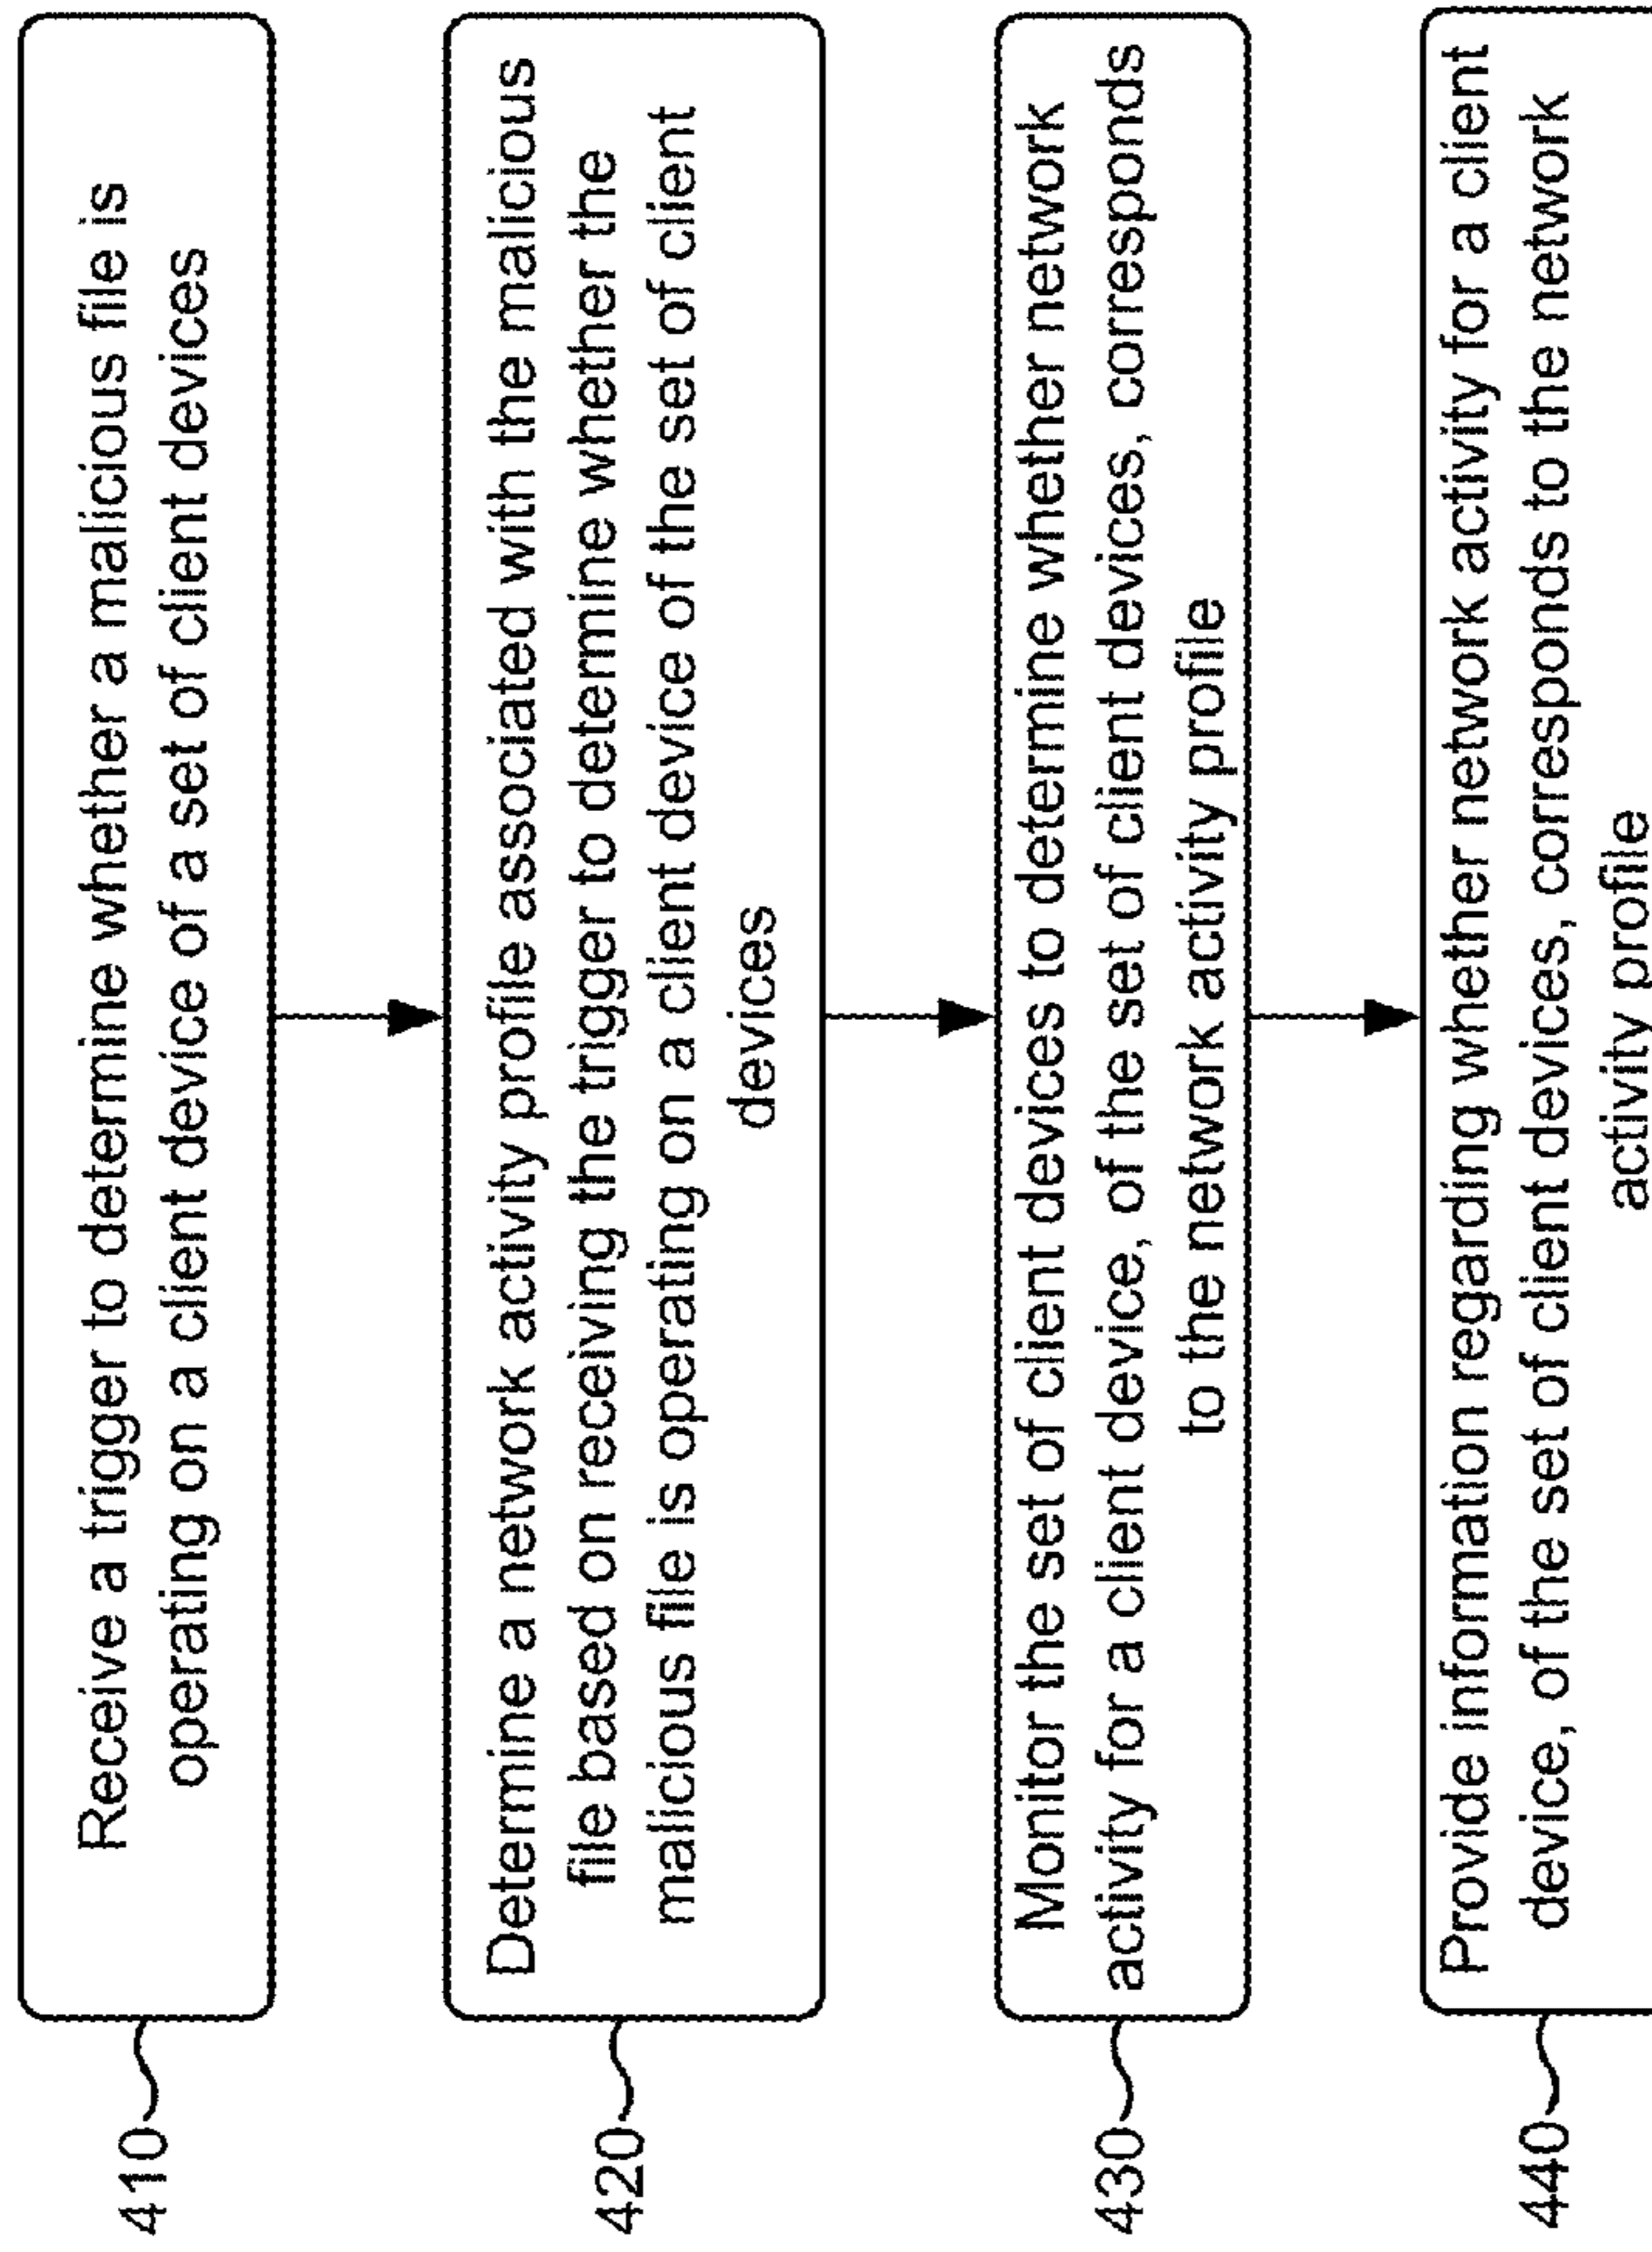 410
Receive a trigger to determine whether a malicious file is
operating on a client device of a set of client devices
420
Determine a network activity profile associated with the malicious
file based on receiving the trigger to determine whether the
malicious file is operating on a client device of the set of client
devices
430
Monitor the set of client devices to determine whether network
activity for a client device, of the set of client devices, corresponds
to the network activity profile
440
Provide information regarding whether network activity for a client
device, of the set of client devices, corresponds to the network
activity profile